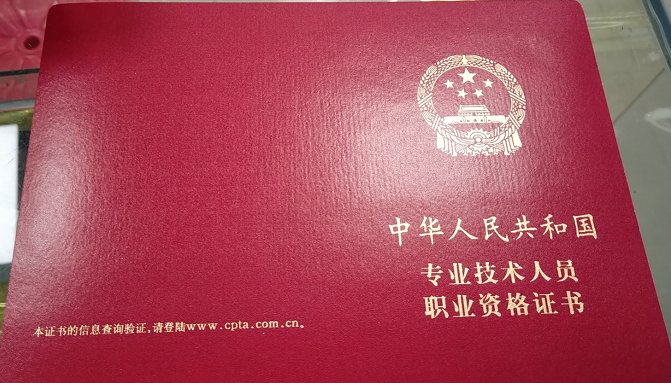 中华人民共和国
专业技术人员
职业资格证书
本证书的信息查询验证,请登陆www.cpta.com.cn。